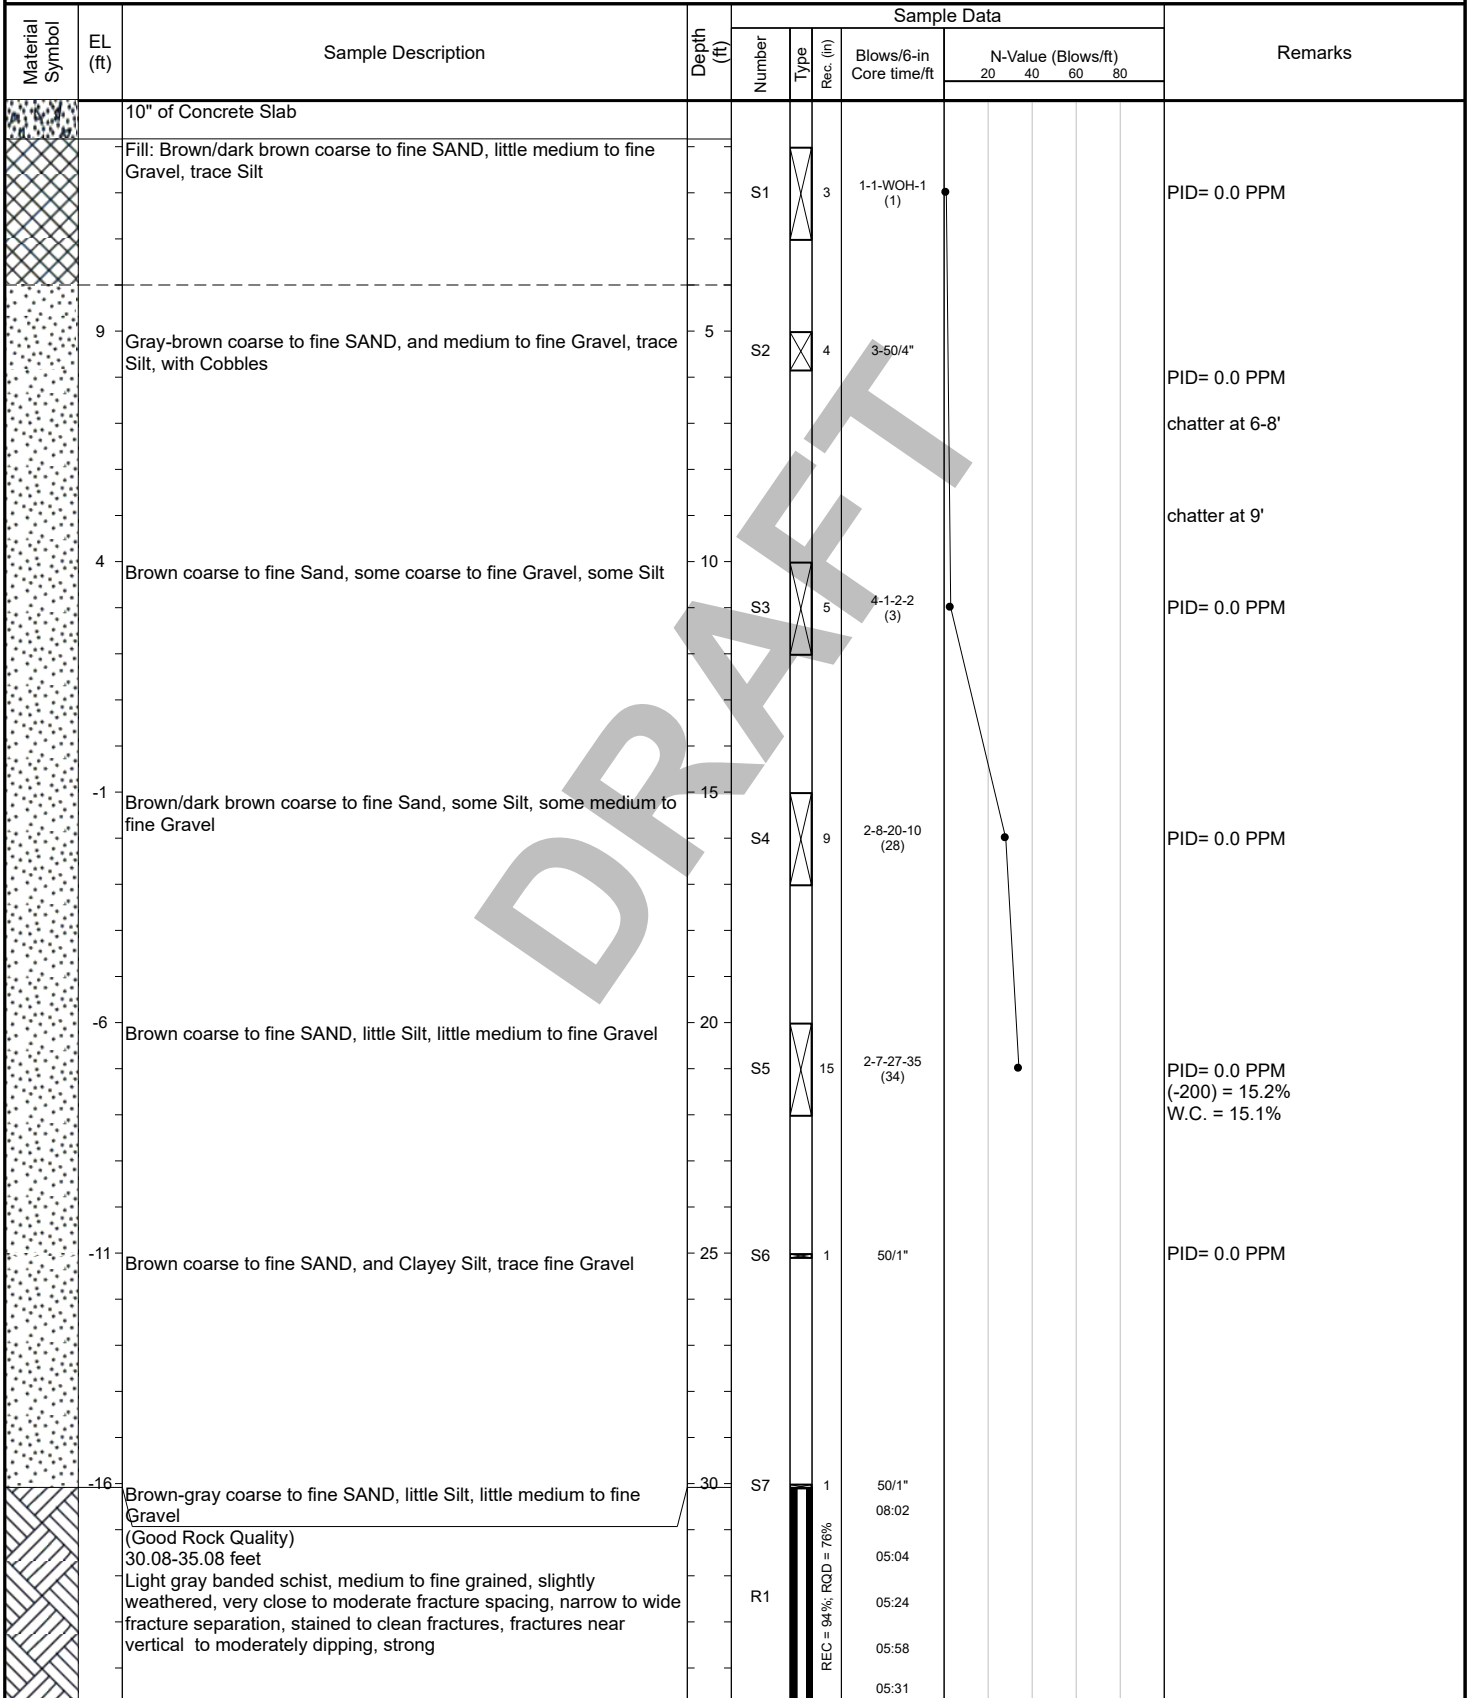 Sample Data
Material
Symbol
EL
(ft)
Sample Description
Depth
(ft)
Number
Type
Rec. (in)
Blows/6-in
Core time/ft
N-Value (Blows/ft)
20 40 60 80
Remarks
10" of Concrete Slab
Fill: Brown/dark brown coarse to fine SAND, little medium to fine
Gravel, trace Silt
S1 3 1-1-WOH-1
(1)
PID= 0.0 PPM
9
5
Gray-brown coarse to fine SAND, and medium to fine Gravel, trace
Silt, with Cobbles
S2 4 3-50/4"
PID= 0.0 PPM
chatter at 6-8'
chatter at 9'
4
10
Brown coarse to fine Sand, some coarse to fine Gravel, some Silt
S3 5 4-1-2-2
(3)
PID= 0.0 PPM
DRAFT
-1
15
Brown/dark brown coarse to fine Sand, some Silt, some medium to
fine Gravel
S4 9 2-8-20-10
(28)
PID= 0.0 PPM
-6
20
Brown coarse to fine SAND, little Silt, little medium to fine Gravel
S5 15 2-7-27-35
(34)
PID= 0.0 PPM
(-200) = 15.2%
W.C. = 15.1%
-11
25
Brown coarse to fine SAND, and Clayey Silt, trace fine Gravel
S6 1 50/1"
PID= 0.0 PPM
-16
30
Brown-gray coarse to fine SAND, little Silt, little medium to fine
Gravel
S7 1 50/1"
(Good Rock Quality)
30.08-35.08 feet
Light gray banded schist, medium to fine grained, slightly
weathered, very close to moderate fracture spacing, narrow to wide
fracture separation, stained to clean fractures, fractures near
vertical to moderately dipping, strong
R1
REC = 94%; RQD = 76%
08:02
05:04
05:24
05:58
05:31